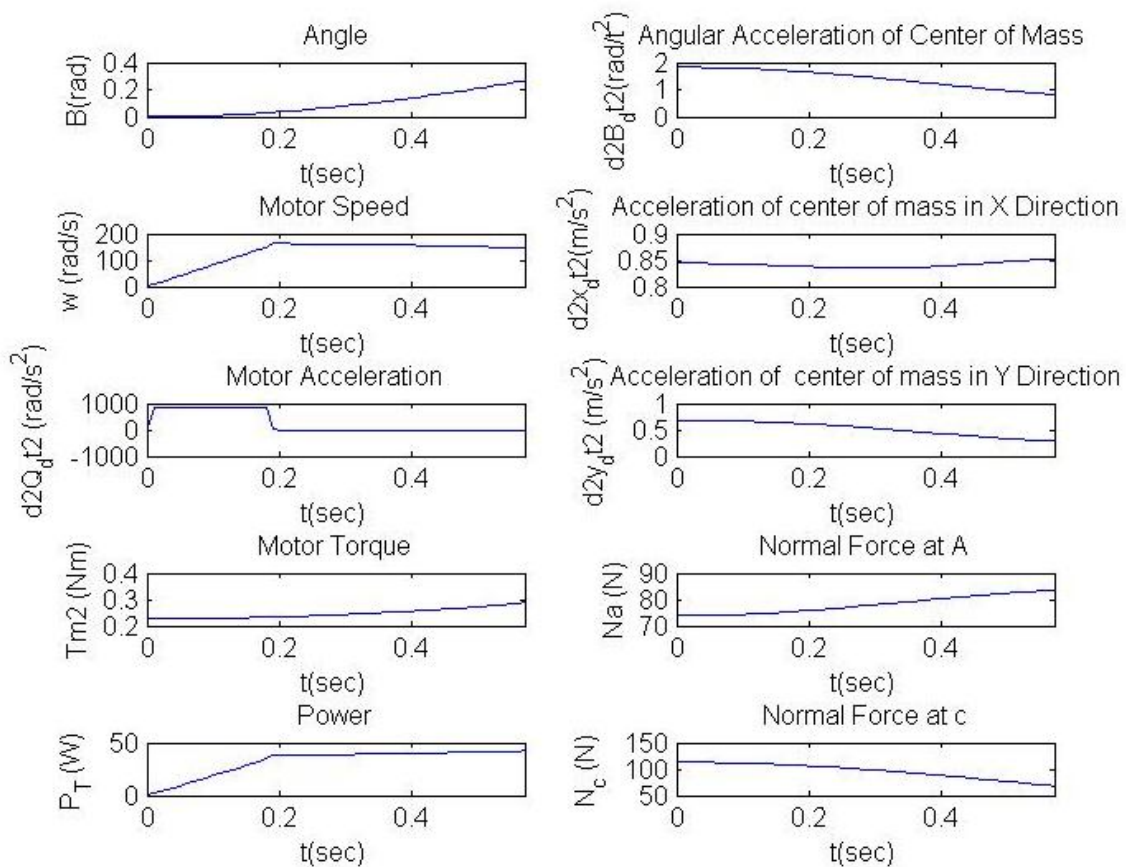 Angle
B(rad)
0.4
0.2
0
0 0.2 0.4
t(sec)
Angular Acceleration of Center of Mass
d2B_dt2(rad/t^2)
2
1
0
0 0.2 0.4
t(sec)
Motor Speed
w (rad/s)
200
100
0
0 0.2 0.4
t(sec)
Acceleration of center of mass in X Direction
d2x_dt2(m/s^2)
0.9
0.85
0.8
0 0.2 0.4
t(sec)
Motor Acceleration
d2Q_dt2 (rad/s^2)
1000
0
-1000
0 0.2 0.4
t(sec)
Acceleration of  center of mass in Y Direction
d2y_dt2 (m/s^2)
1
0.5
0
0 0.2 0.4
t(sec)
Motor Torque
Tm2 (Nm)
0.4
0.3
0.2
0 0.2 0.4
t(sec)
Normal Force at A
Na (N)
90
80
70
0 0.2 0.4
t(sec)
Power
P_T (W)
50
0
0 0.2 0.4
t(sec)
Normal Force at c
N_c (N)
150
100
50
0 0.2 0.4
t(sec)